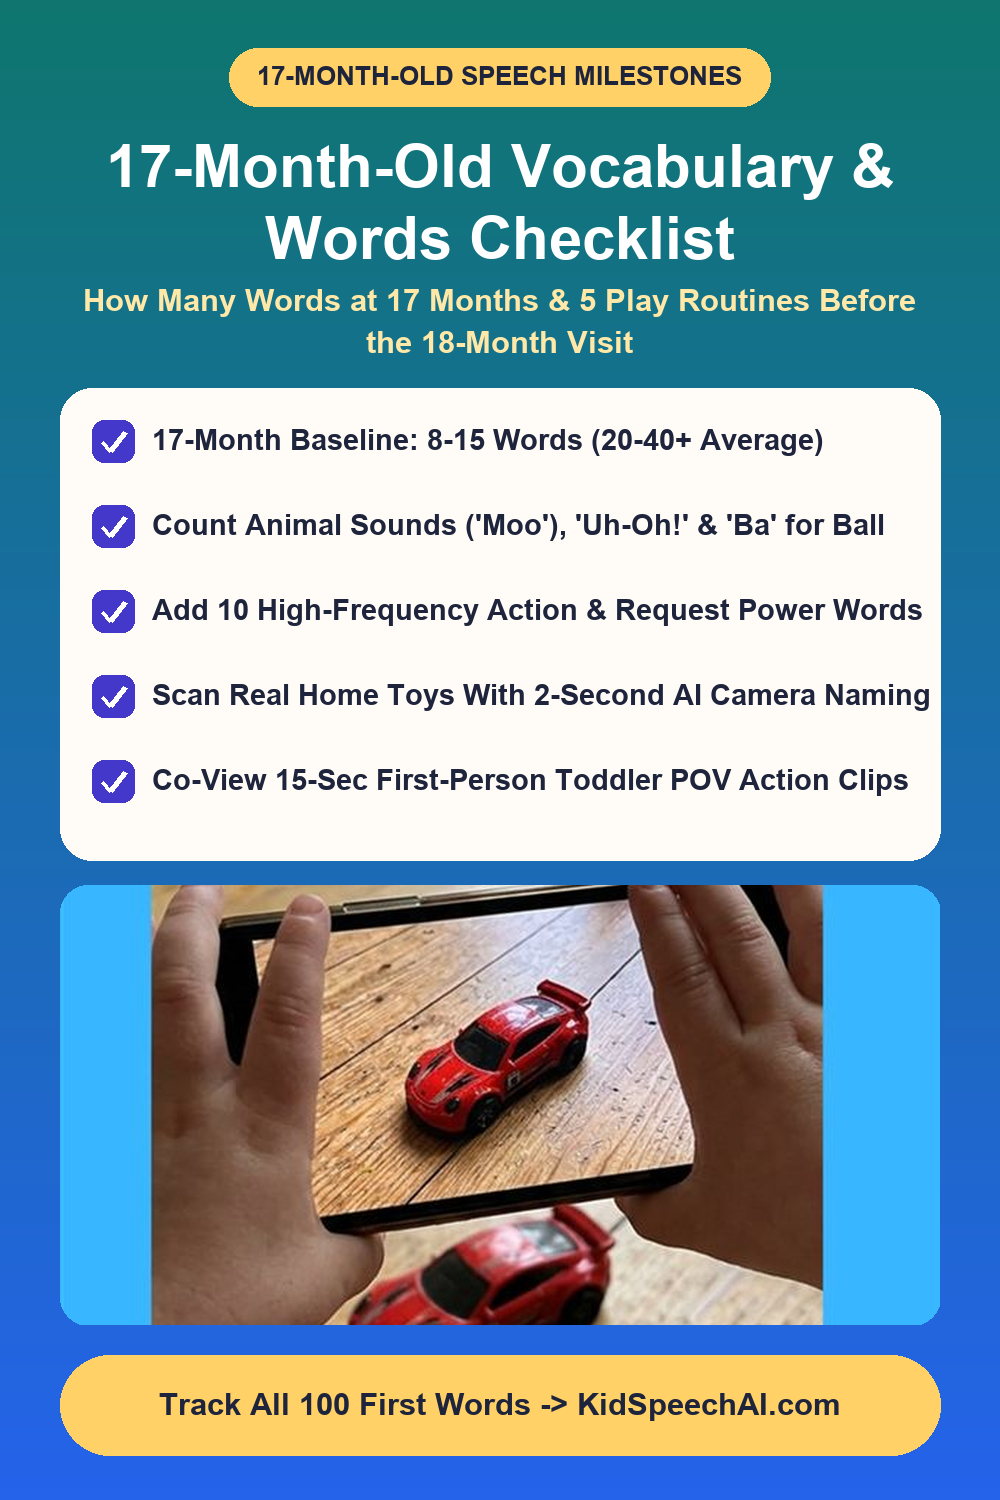 17-MONTH-OLD SPEECH MILESTONES
17-Month-Old Vocabulary &
Words Checklist
How Many Words at 17 Months & 5 Play Routines Before
the 18-Month Visit
17-Month Baseline: 8-15 Words (20-40+ Average)
Count Animal Sounds ('Moo'), 'Uh-Oh!' & 'Ba' for Ball
Add 10 High-Frequency Action & Request Power Words
Scan Real Home Toys With 2-Second AI Camera Naming
Co-View 15-Sec First-Person Toddler POV Action Clips
Track All 100 First Words -> KidSpeechAI.com